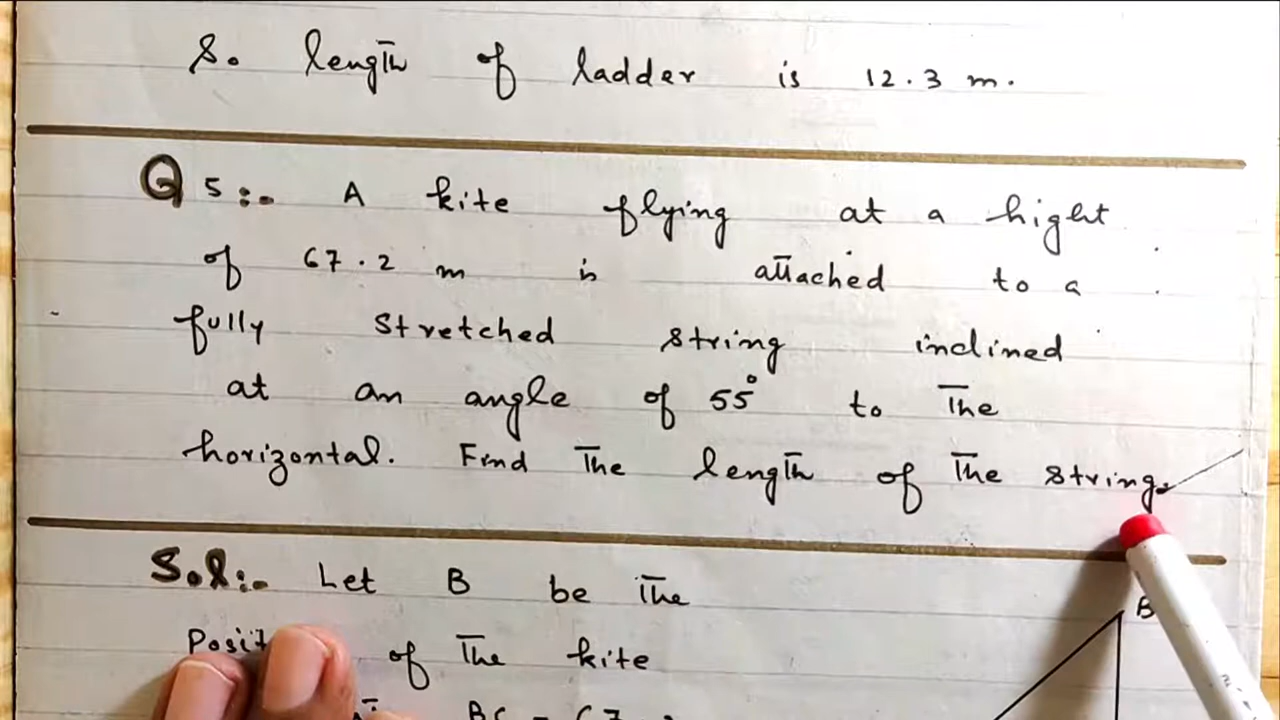 So length of ladder is 12.3 m.
Q5:- A kite flying at a hight
of 67.2 m is attached to a
fully stretched string inclined
at an angle of 55° to the
horizontal. Find the length of the string.
Sol:- Let B be the
B
of the kite